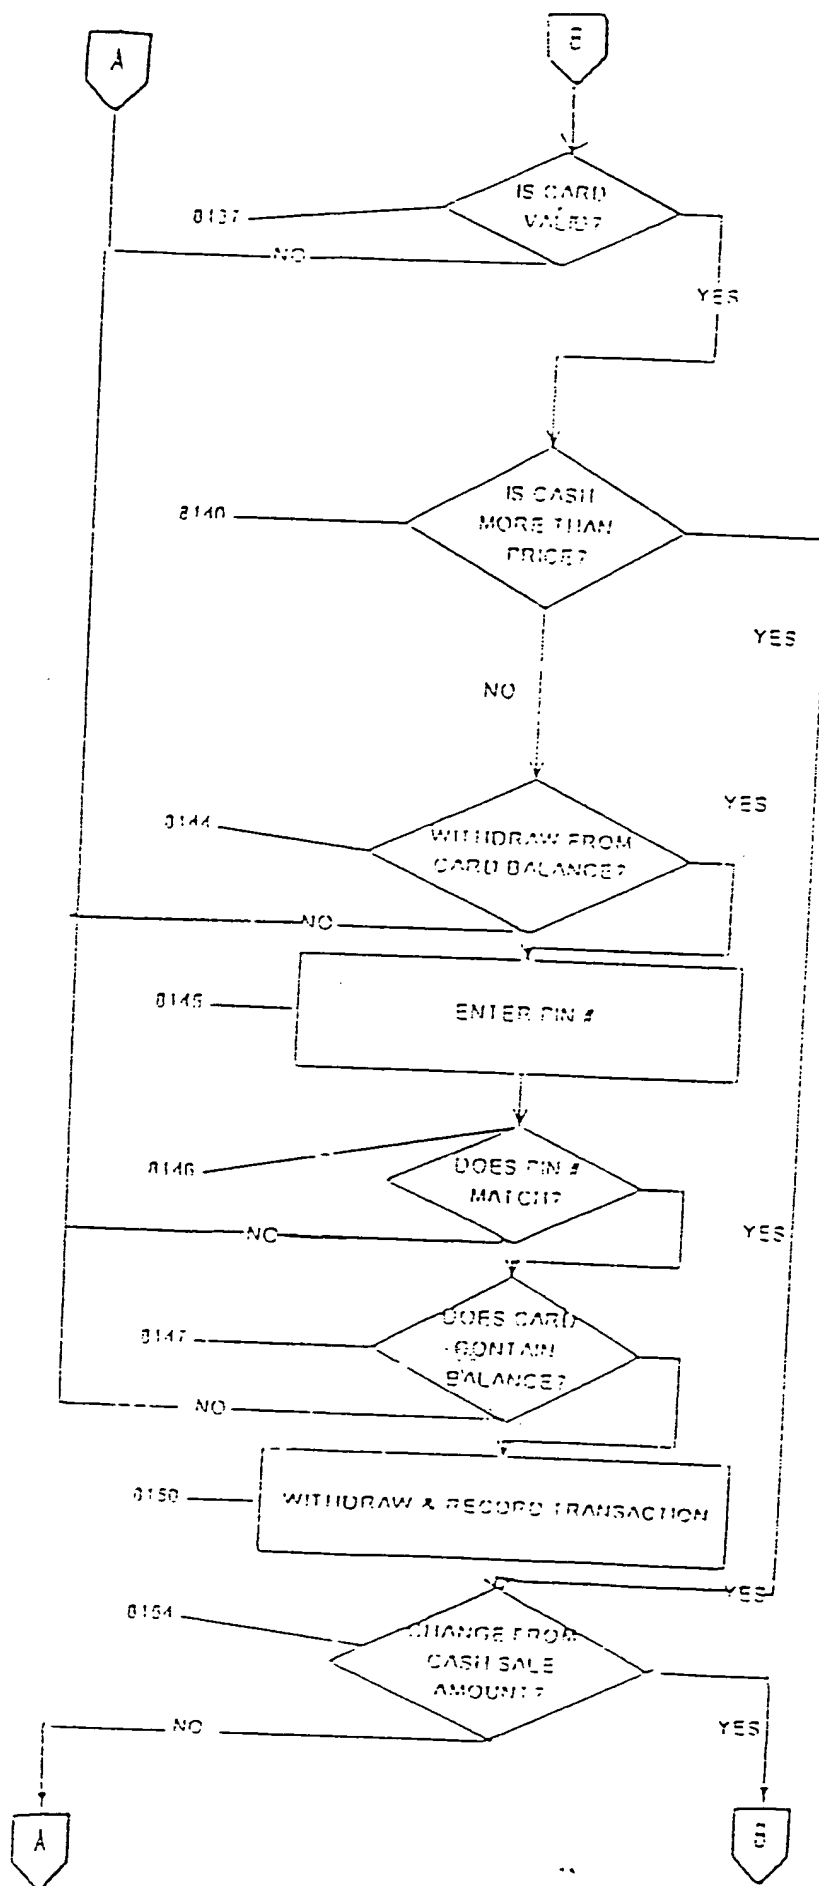 A
B
IS CARD
VALID?
8137
NO
YES
IS CASH
MORE THAN
PRICE?
8140
YES
NO
YES
8144
WITHDRAW FROM
CARD BALANCE?
NO
8145
ENTER PIN #
8146
DOES PIN #
MATCH?
NO
YES
DOES CARD
CONTAIN
BALANCE?
8147
NO
8150
WITHDRAW & RECORD TRANSACTION
YES
8154
CHANGE FROM
CASH SALE
AMOUNT?
NO
YES
A
B